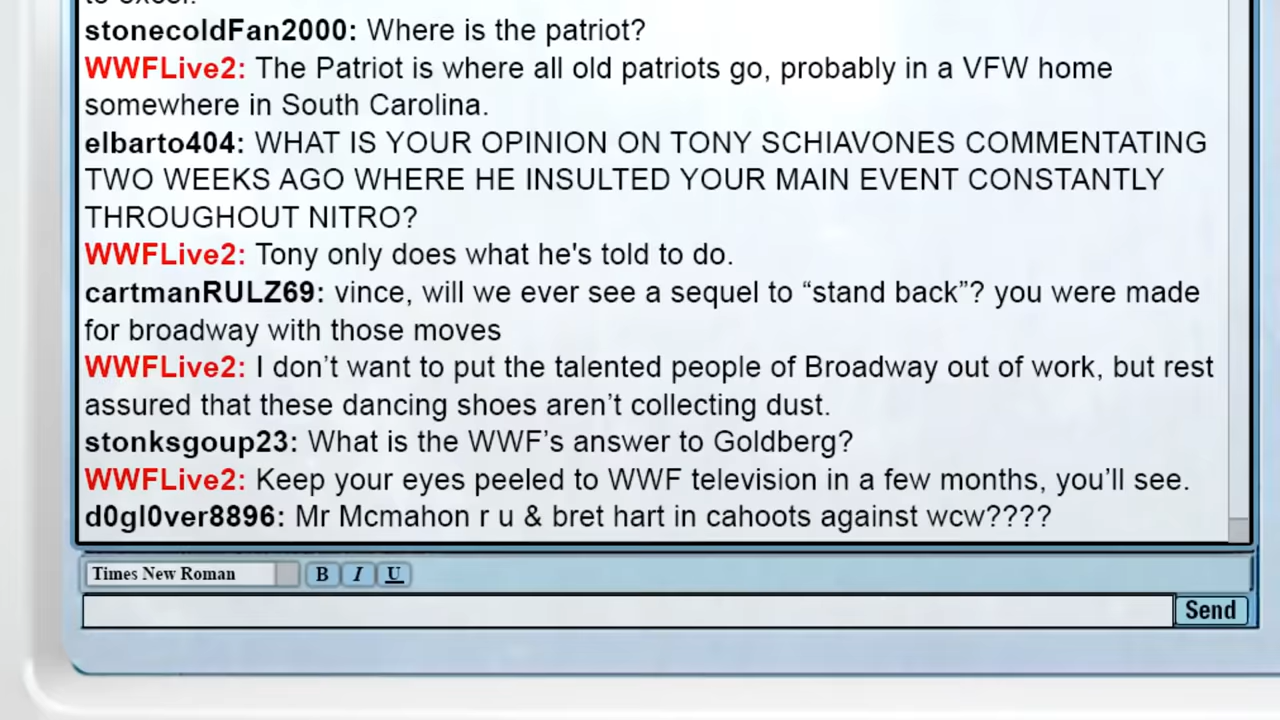 to excel.
stonecoldFan2000: Where is the patriot?
WWFLive2: The Patriot is where all old patriots go, probably in a VFW home
somewhere in South Carolina.
elbarto404: WHAT IS YOUR OPINION ON TONY SCHIAVONES COMMENTATING
TWO WEEKS AGO WHERE HE INSULTED YOUR MAIN EVENT CONSTANTLY
THROUGHOUT NITRO?
WWFLive2: Tony only does what he's told to do.
cartmanRULZ69: vince, will we ever see a sequel to “stand back”? you were made
for broadway with those moves
WWFLive2: I don’t want to put the talented people of Broadway out of work, but rest
assured that these dancing shoes aren’t collecting dust.
stonksgoup23: What is the WWF’s answer to Goldberg?
WWFLive2: Keep your eyes peeled to WWF television in a few months, you’ll see.
d0gl0ver8896: Mr Mcmahon r u & bret hart in cahoots against wcw????
Times New Roman B I U
Send